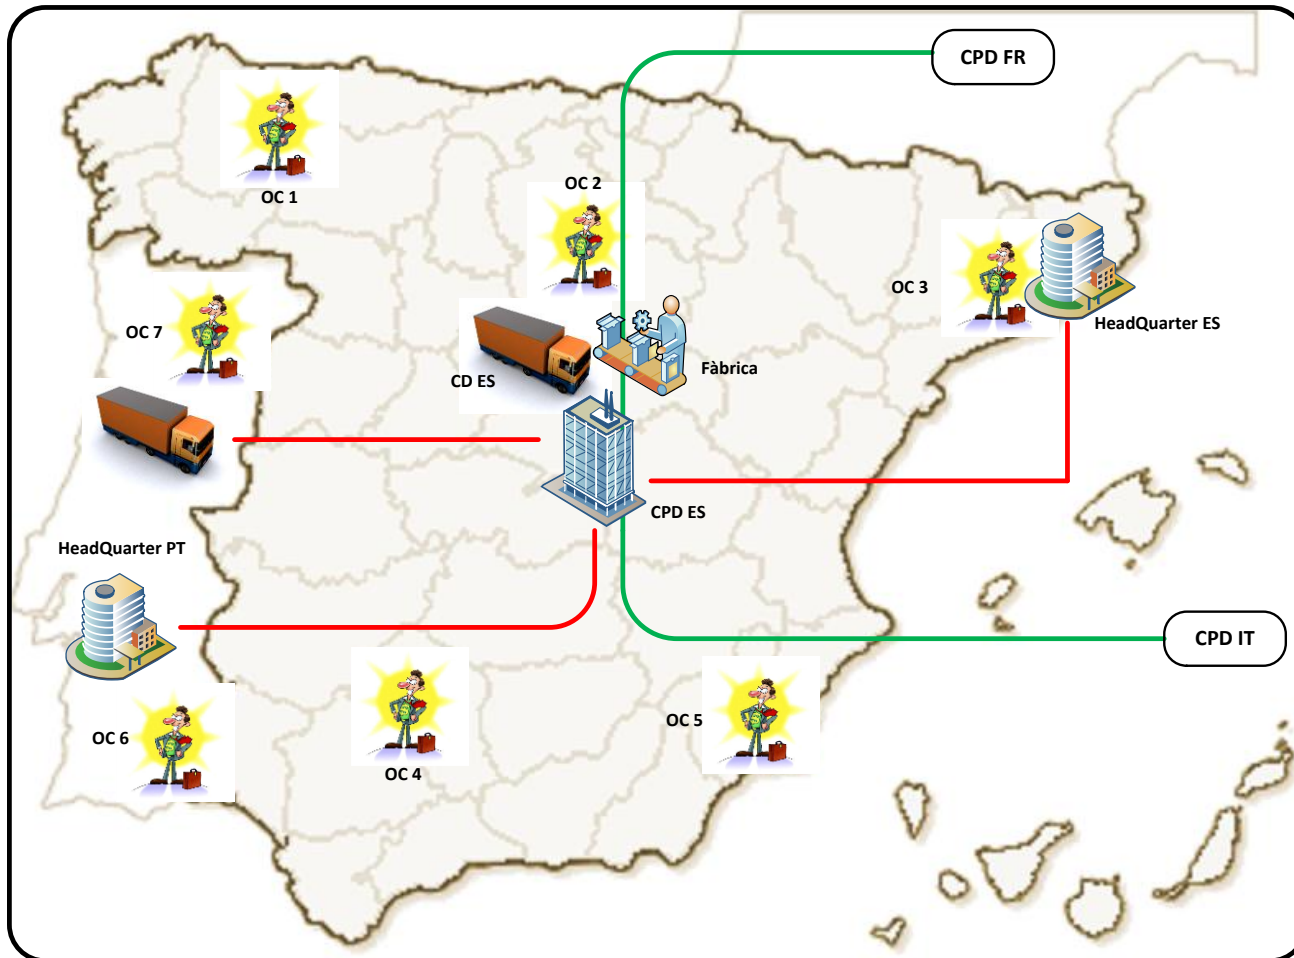 CPD FR
OC 1
OC 2
OC 3
HeadQuarter ES
OC 7
CD ES
Fàbrica
CPD ES
HeadQuarter PT
CPD IT
OC 6
OC 4
OC 5